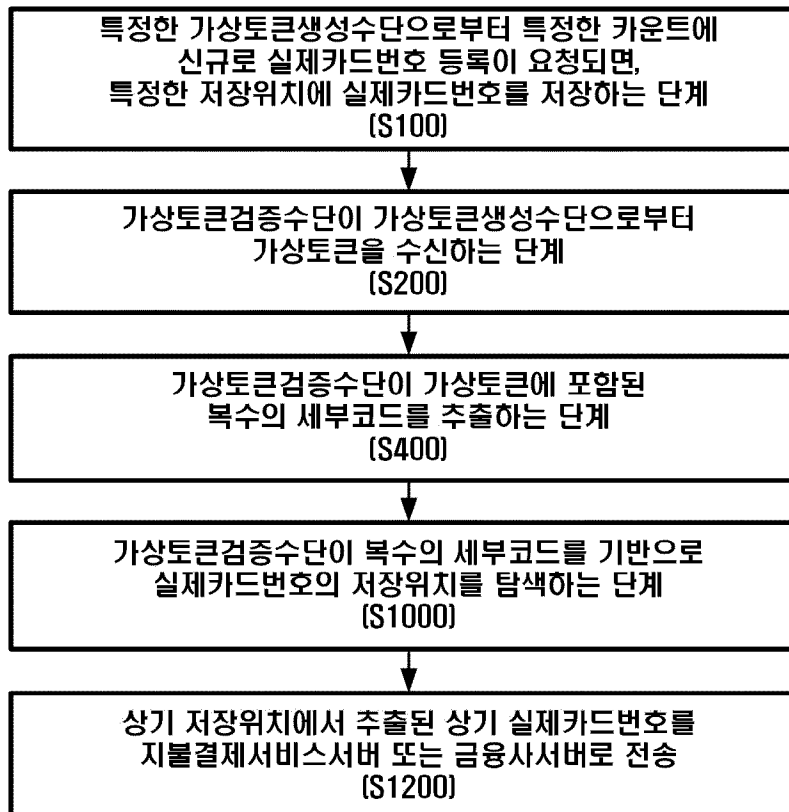 특정한 가상토큰생성수단으로부터 특정한 카운트에
신규로 실제카드번호 등록이 요청되면,
특정한 저장위치에 실제카드번호를 저장하는 단계
(S100)
가상토큰검증수단이 가상토큰생성수단으로부터
가상토큰을 수신하는 단계
(S200)
가상토큰검증수단이 가상토큰에 포함된
복수의 세부코드를 추출하는 단계
(S400)
가상토큰검증수단이 복수의 세부코드를 기반으로
실제카드번호의 저장위치를 탐색하는 단계
(S1000)
상기 저장위치에서 추출된 상기 실제카드번호를
지불결제서비스서버 또는 금융사서버로 전송
(S1200)